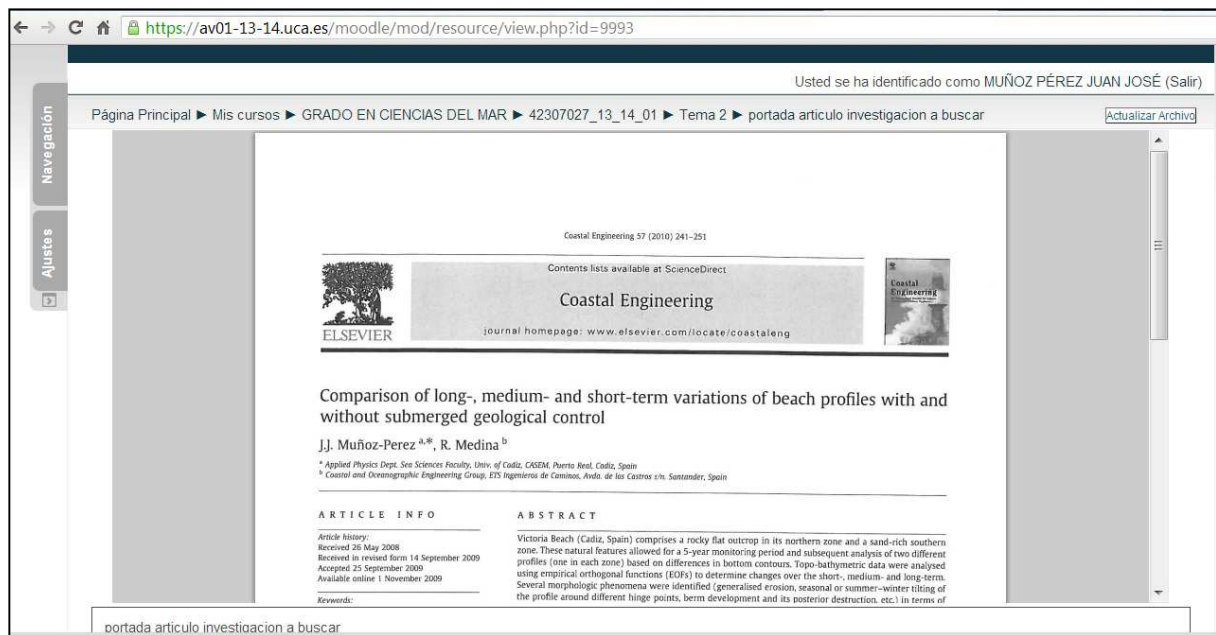 https://av01-13-14.uca.es/moodle/mod/resource/view.php?id=9993
Usted se ha identificado como MUÑOZ PÉREZ JUAN JOSÉ (Salir)
Página Principal ► Mis cursos ► GRADO EN CIENCIAS DEL MAR ► 42307027_13_14_01 ► Tema 2 ► portada articulo investigacion a buscar
Actualizar Archivo
Navegación
Ajustes
Coastal Engineering 57 (2010) 241–251
Contents lists available at ScienceDirect
Coastal Engineering
journal homepage: www.elsevier.com/locate/coastaleng
ELSEVIER
Coastal
Engineering
Comparison of long-, medium- and short-term variations of beach profiles with and
without submerged geological control
J.J. Muñoz-Perez a,*, R. Medina b
a Applied Physics Dept. Sea Sciences Faculty, Univ. of Cadiz, CASEM, Puerto Real, Cadiz, Spain
b Coastal and Oceanographic Engineering Group, ETS Ingenieros de Caminos, Avda. de los Castros s/n. Santander, Spain
ARTICLE INFO
Article history:
Received 26 May 2008
Received in revised form 14 September 2009
Accepted 25 September 2009
Available online 1 November 2009
Keywords:
ABSTRACT
Victoria Beach (Cadiz, Spain) comprises a rocky flat outcrop in its northern zone and a sand-rich southern
zone. These natural features allowed for a 5-year monitoring period and subsequent analysis of two different
profiles (one in each zone) based on differences in bottom contours. Topo-bathymetric data were analysed
using empirical orthogonal functions (EOFs) to determine changes over the short-, medium- and long-term.
Several morphologic phenomena were identified (generalised erosion, seasonal or summer–winter tilting of
the profile around different hinge points, berm development and its posterior destruction, etc.) in terms of
portada articulo investigacion a buscar